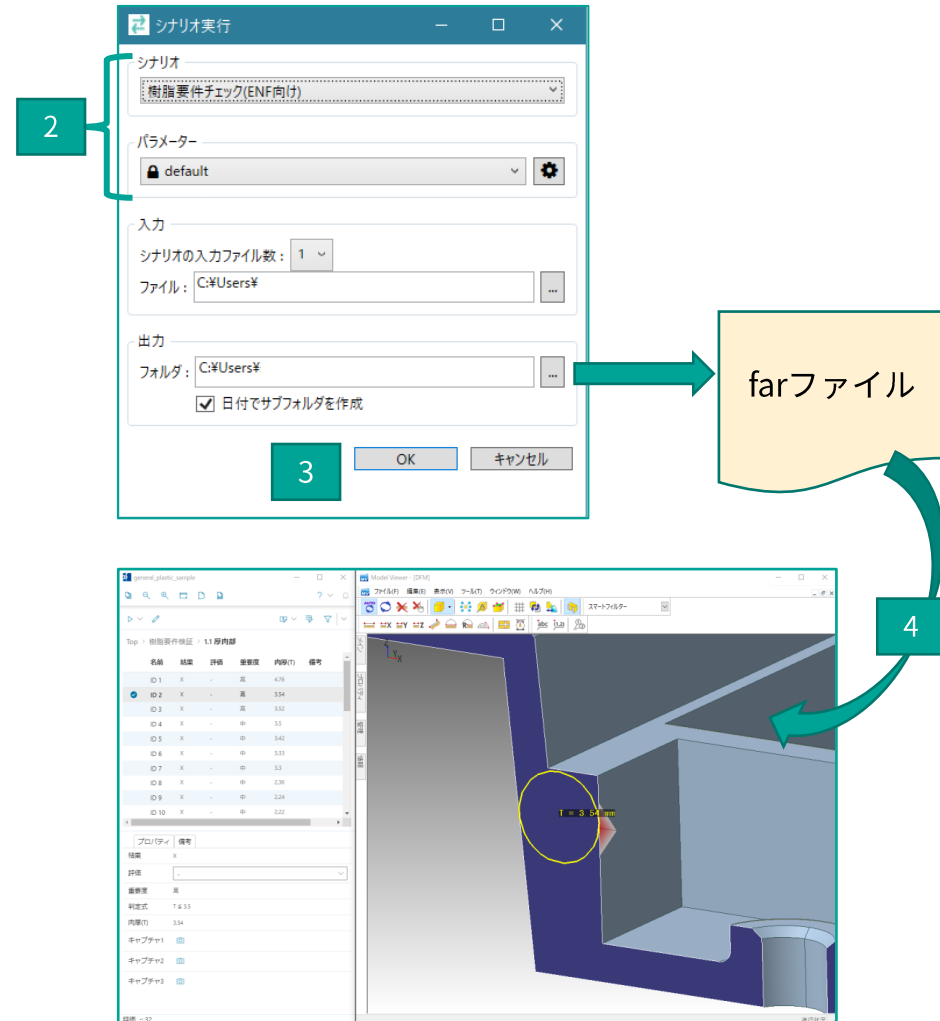 シナリオ実行
シナリオ
樹脂要件チェック(ENF向け)
2
パラメーター
default
入力
シナリオの入力ファイル数： 1
ファイル： C:¥Users¥ ...
出力
フォルダ： C:¥Users¥ ...
日付でサブフォルダを作成
3
OK キャンセル
farファイル
4
general_plastic_sample
Top > 樹脂要件検証 > 1.1 厚肉部
名前 結果 評価 重要度 肉厚(T) 備考
ID 1 X - 高 4.78
ID 2 X - 高 3.54
ID 3 X - 高 3.52
ID 4 X - 中 3.5
ID 5 X - 中 3.42
ID 6 X - 中 3.33
ID 7 X - 中 3.3
ID 8 X - 中 2.36
ID 9 X - 中 2.24
ID 10 X - 中 2.22
プロパティ 備考
結果 X
評価 -
重要度 高
判定式 T ≦ 3.5
肉厚(T) 3.54
キャプチャ1
キャプチャ2
キャプチャ3
Model Viewer - [DFM]
ファイル(F) 編集(E) 表示(V) ツール(T) ウィンドウ(W) ヘルプ(H)
スマートフィルター
プロパティ
管理
Z
Y
X
T = 3.54 mm